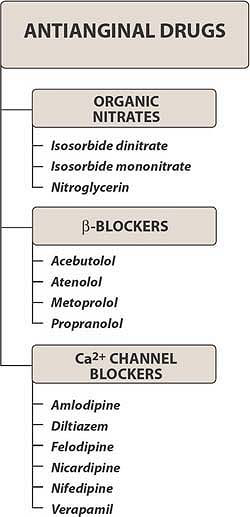 ANTIANGINAL DRUGS
ORGANIC
NITRATES
Isosorbide dinitrate
Isosorbide mononitrate
Nitroglycerin
β-BLOCKERS
Acebutolol
Atenolol
Metoprolol
Propranolol
Ca2+ CHANNEL
BLOCKERS
Amlodipine
Diltiazem
Felodipine
Nicardipine
Nifedipine
Verapamil